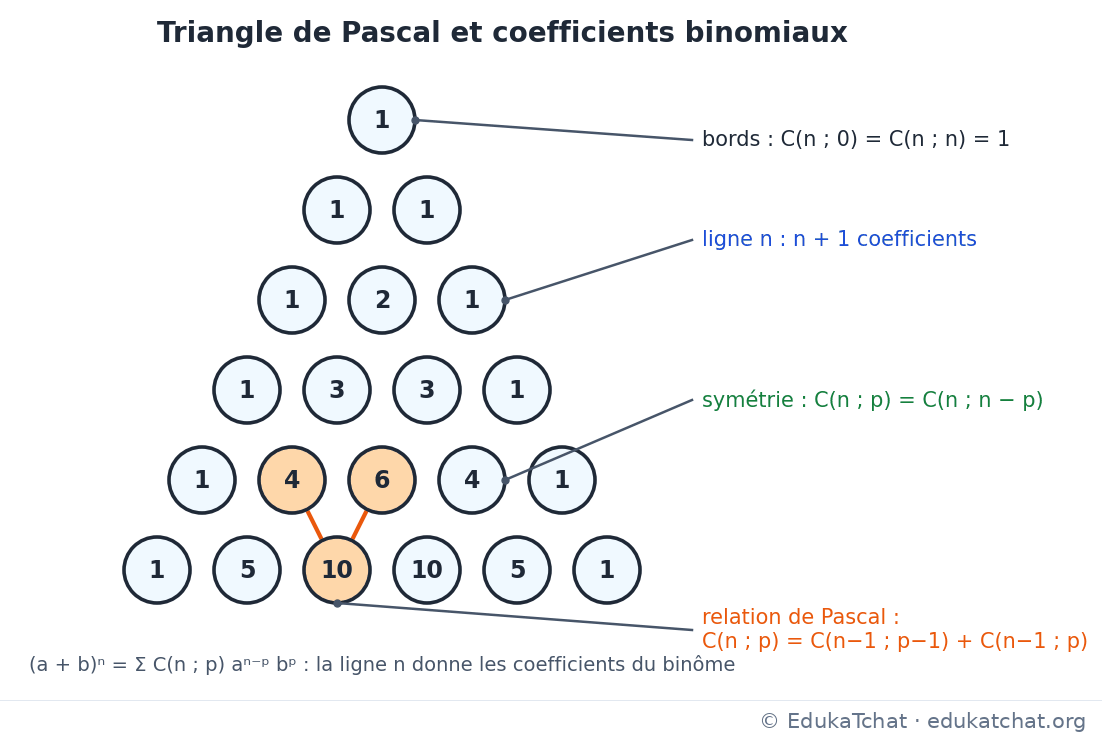 Triangle de Pascal et coefficients binomiaux
1
bords : C(n ; 0) = C(n ; n) = 1
1 1
ligne n : n + 1 coefficients
1 2 1
1 3 3 1
symétrie : C(n ; p) = C(n ; n − p)
1 4 6 4 1
1 5 10 10 5 1
relation de Pascal :
C(n ; p) = C(n−1 ; p−1) + C(n−1 ; p)
(a + b)ⁿ = Σ C(n ; p) aⁿ⁻ᵖ bᵖ : la ligne n donne les coefficients du binôme
© EdukaTchat · edukatchat.org